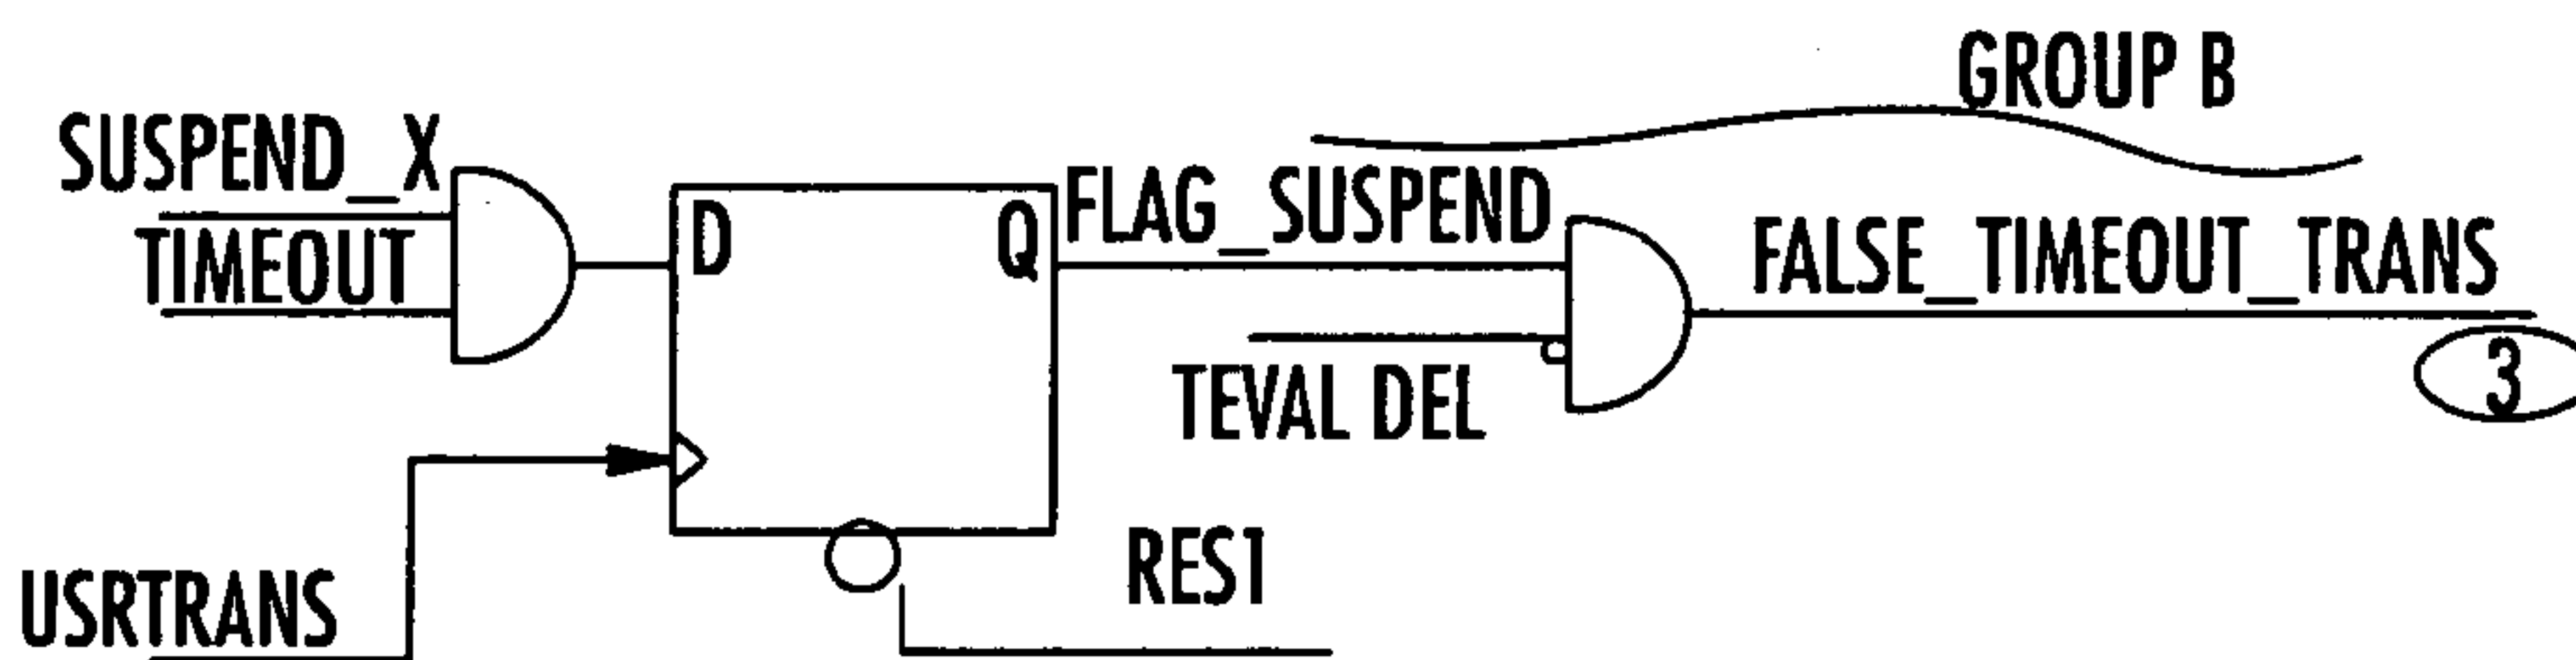 GROUP B
SUSPEND_X
TIMEOUT
D
Q
FLAG_SUSPEND
FALSE_TIMEOUT_TRANS
TEVAL DEL
3
RES1
USRTRANS